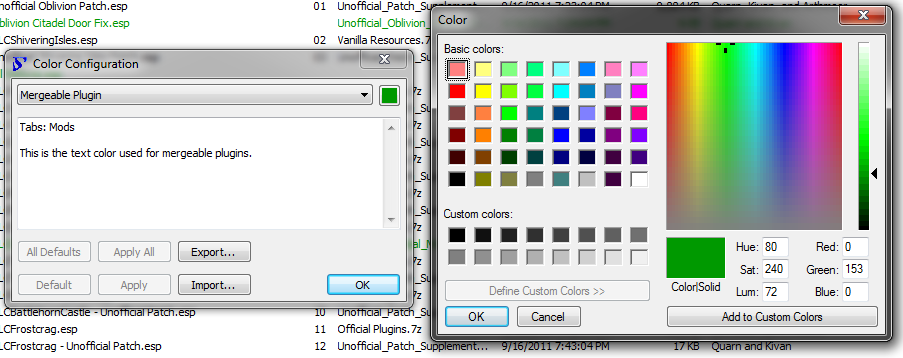 nofficial Oblivion Patch.esp 01 Unofficial_Oblivion_Patch
Oblivion Citadel Door Fix.esp Unofficial_Oblivion_
LCShiveringIsles.esp 02 Vanilla Resources.7
Color Configuration
Mergeable Plugin
Tabs: Mods
This is the text color used for mergeable plugins.
All Defaults Apply All Export...
Default Apply Import...
OK
LCBattlehornCastle - Unofficial Patch.esp 10 Unofficial_Patch_Supplement...
LCFrostcrag.esp 11 Official Plugins.7z
LCFrostcrag - Unofficial Patch.esp 12 Unofficial_Patch_Supplement... 9/16/2011 7:43:04 PM 17 KB Quarn and Kivan
Color
Basic colors:
Custom colors:
Define Custom Colors >>
OK Cancel
Color|Solid
Hue: 80 Red: 0
Sat: 240 Green: 153
Lum: 72 Blue: 0
Add to Custom Colors